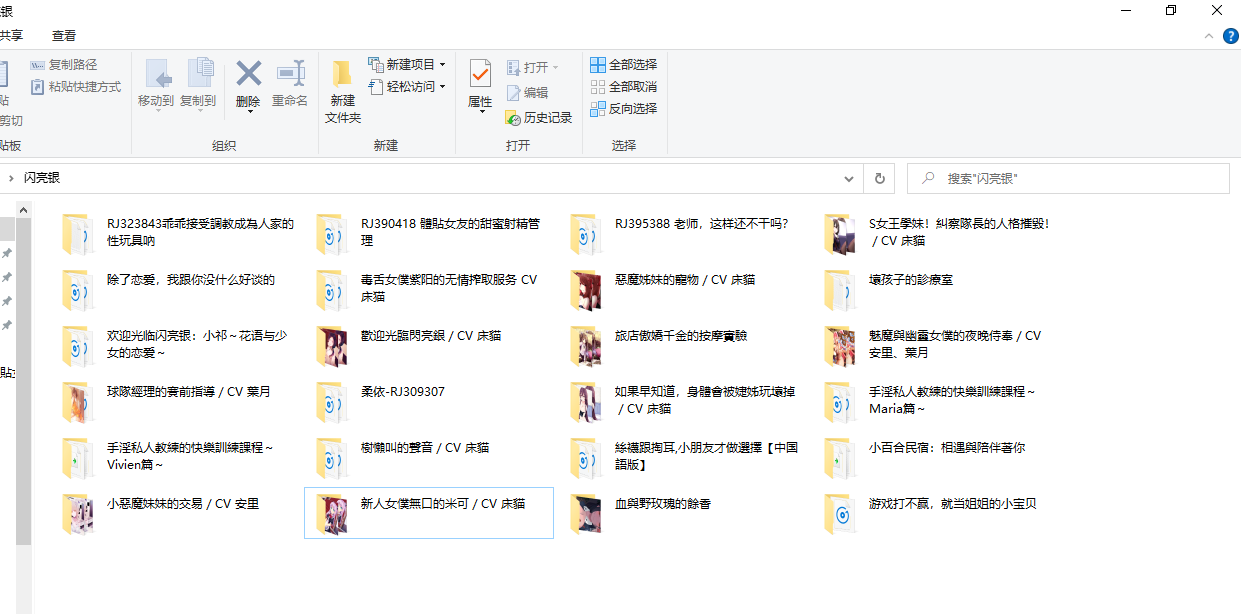 银
共享 查看
复制路径
粘贴快捷方式
贴
剪切
贴板
移动到 复制到 删除 重命名
组织
新建
文件夹
新建项目
轻松访问
新建
属性
打开
编辑
历史记录
打开
全部选择
全部取消
反向选择
选择
闪亮银
搜索"闪亮银"
RJ323843乖乖接受調教成為人家的
性玩具吶
RJ390418 體貼女友的甜蜜射精管
理
RJ395388 老师，这样还不干吗？
S女王學妹！糾察隊長的人格摧毀！
/ CV 床猫
除了恋爱，我跟你没什么好谈的
毒舌女僕紫阳的无情搾取服务 CV
床猫
惡魔姊妹的寵物 / CV 床貓
壞孩子的診療室
欢迎光临闪亮银：小祁～花语与少
女的恋爱～
歡迎光臨閃亮銀 / CV 床貓
旅店傲嬌千金的按摩實驗
魅魔與幽靈女僕的夜晚侍奉 / CV
安里、葉月
球隊經理的賽前指導 / CV 葉月
柔依-RJ309307
如果早知道，身體會被婕姊玩壞掉
/ CV 床貓
手淫私人教練的快樂訓練課程～
Maria篇～
手淫私人教練的快樂訓練課程～
Vivien篇～
樹懶叫的聲音 / CV 床貓
絲襪跟掏耳,小朋友才做選擇【中国
語版】
小百合民宿：相遇與陪伴著你
小惡魔妹妹的交易 / CV 安里
新人女僕無口的米可 / CV 床貓
血與野玫瑰的餘香
游戏打不赢，就当姐姐的小宝贝